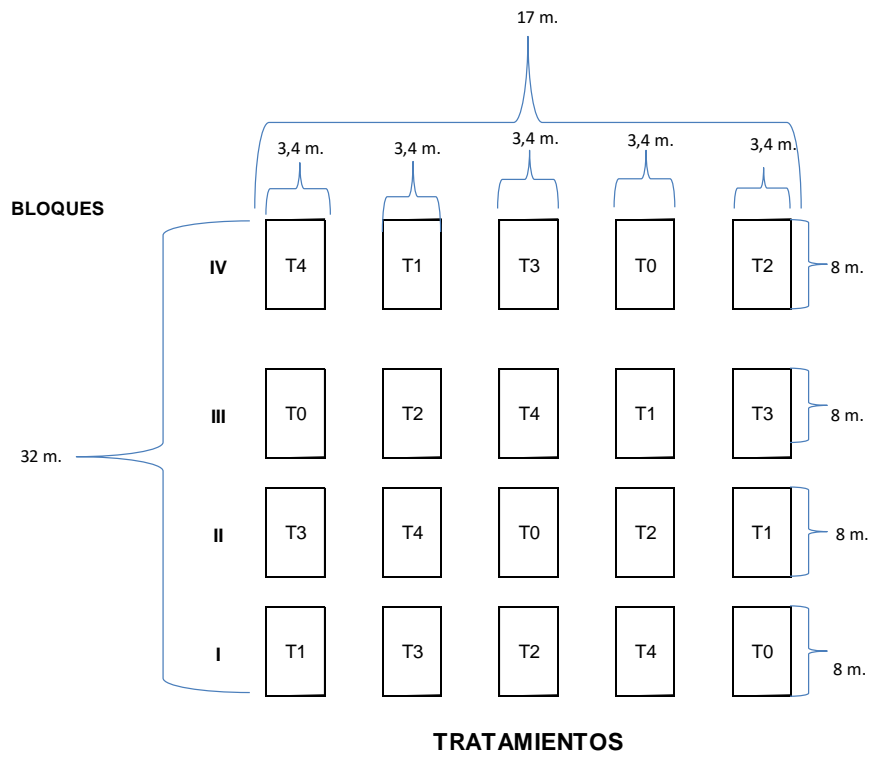 17 m.
3,4 m. 3,4 m. 3,4 m. 3,4 m. 3,4 m.
BLOQUES
IV T4 T1 T3 T0 T2 8 m.
III T0 T2 T4 T1 T3 8 m.
32 m.
II T3 T4 T0 T2 T1 8 m.
I T1 T3 T2 T4 T0 8 m.
TRATAMIENTOS